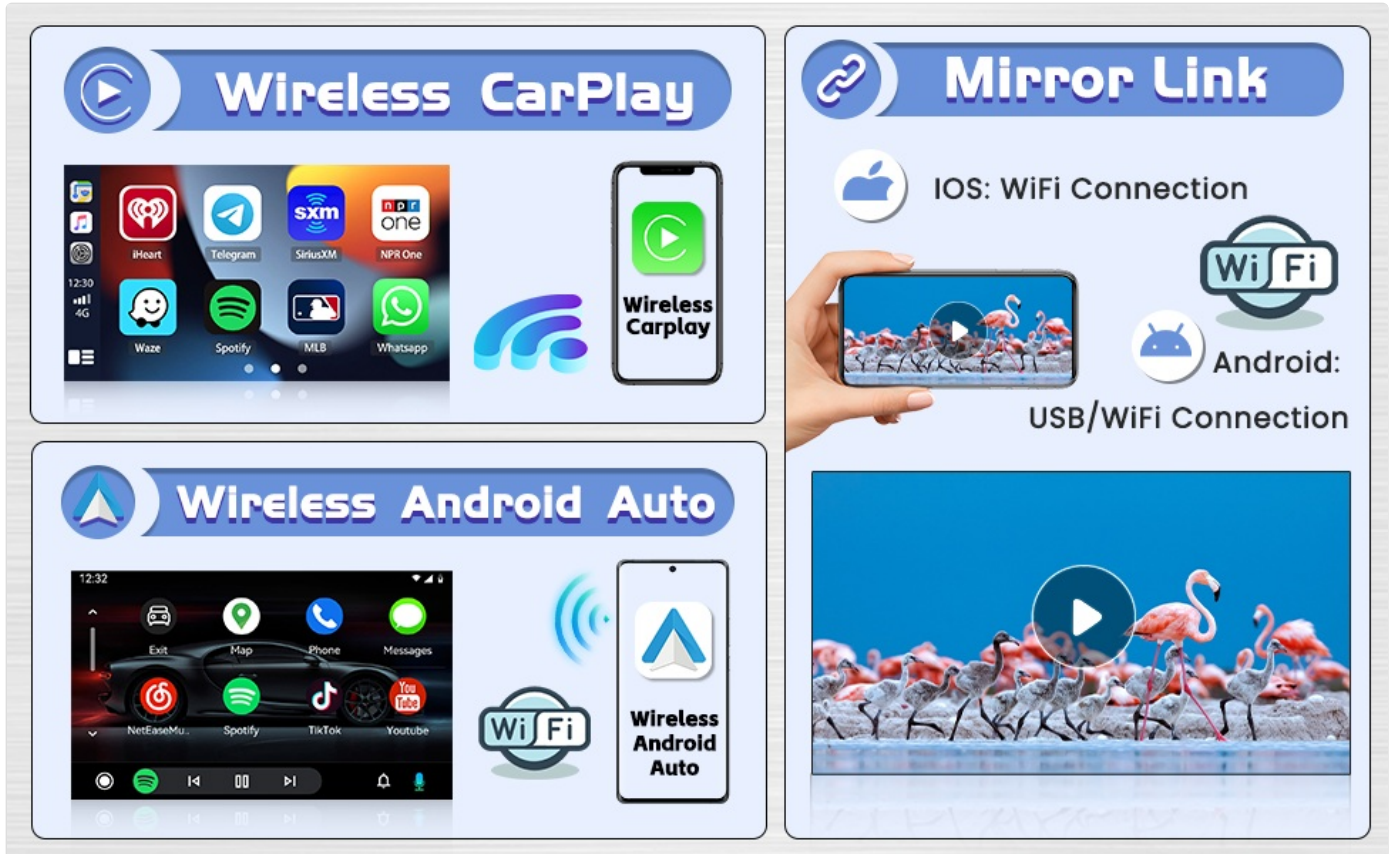 Wireless CarPlay
iHeart
Telegram
sxm
SiriusXM
npr
one
NPR One
12:30
4G
Waze
Spotify
MLB
Whatsapp
Wireless
Carplay
Wireless Android Auto
12:32
Exit
Map
Phone
Messages
You
Tube
NetEaseMu..
Spotify
TikTok
Youtube
Wi Fi
Wireless
Android
Auto
Mirror Link
IOS: WiFi Connection
Wi Fi
Android:
USB/WiFi Connection